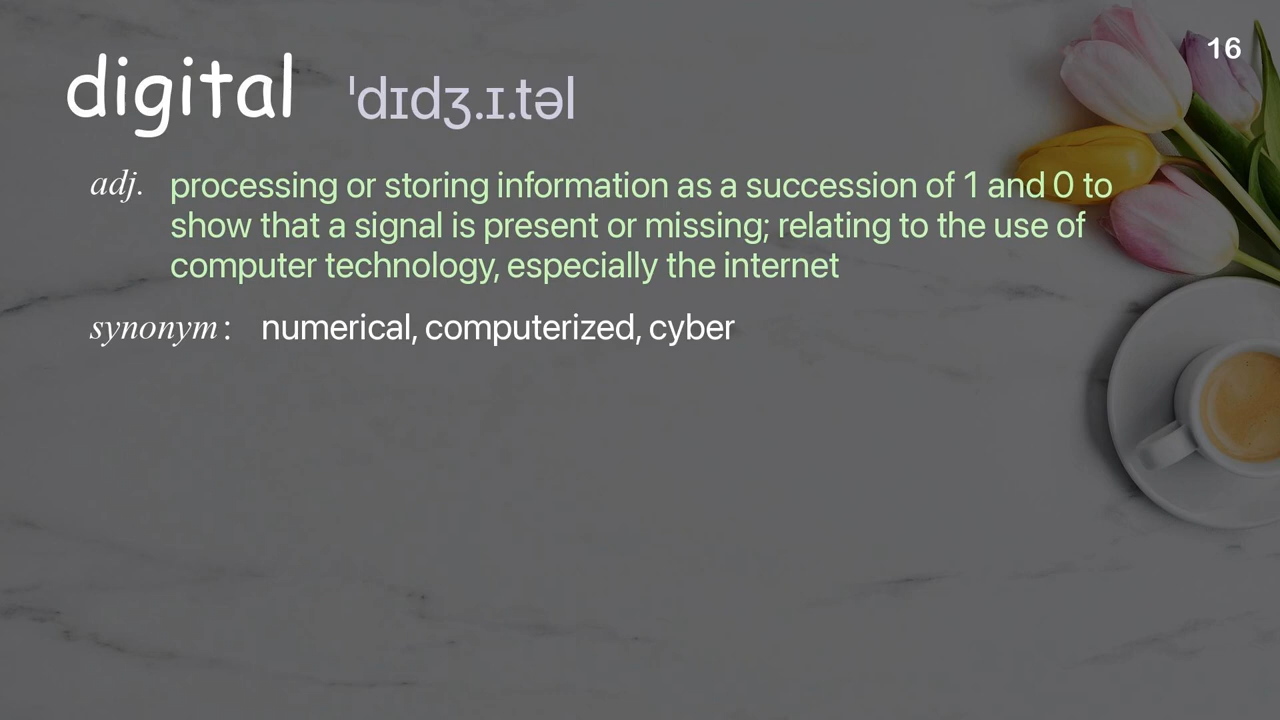 16
digital ˈdɪdʒ.ɪ.təl
adj. processing or storing information as a succession of 1 and 0 to
show that a signal is present or missing; relating to the use of
computer technology, especially the internet
synonym: numerical, computerized, cyber